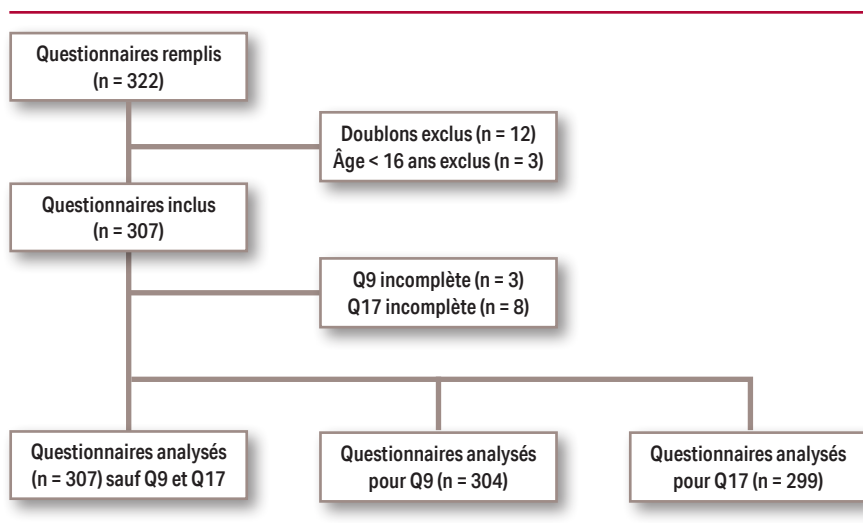 Questionnaires remplis
(n = 322)
Doublons exclus (n = 12)
Âge < 16 ans exclus (n = 3)
Questionnaires inclus
(n = 307)
Q9 incomplète (n = 3)
Q17 incomplète (n = 8)
Questionnaires analysés
(n = 307) sauf Q9 et Q17
Questionnaires analysés
pour Q9 (n = 304)
Questionnaires analysés
pour Q17 (n = 299)